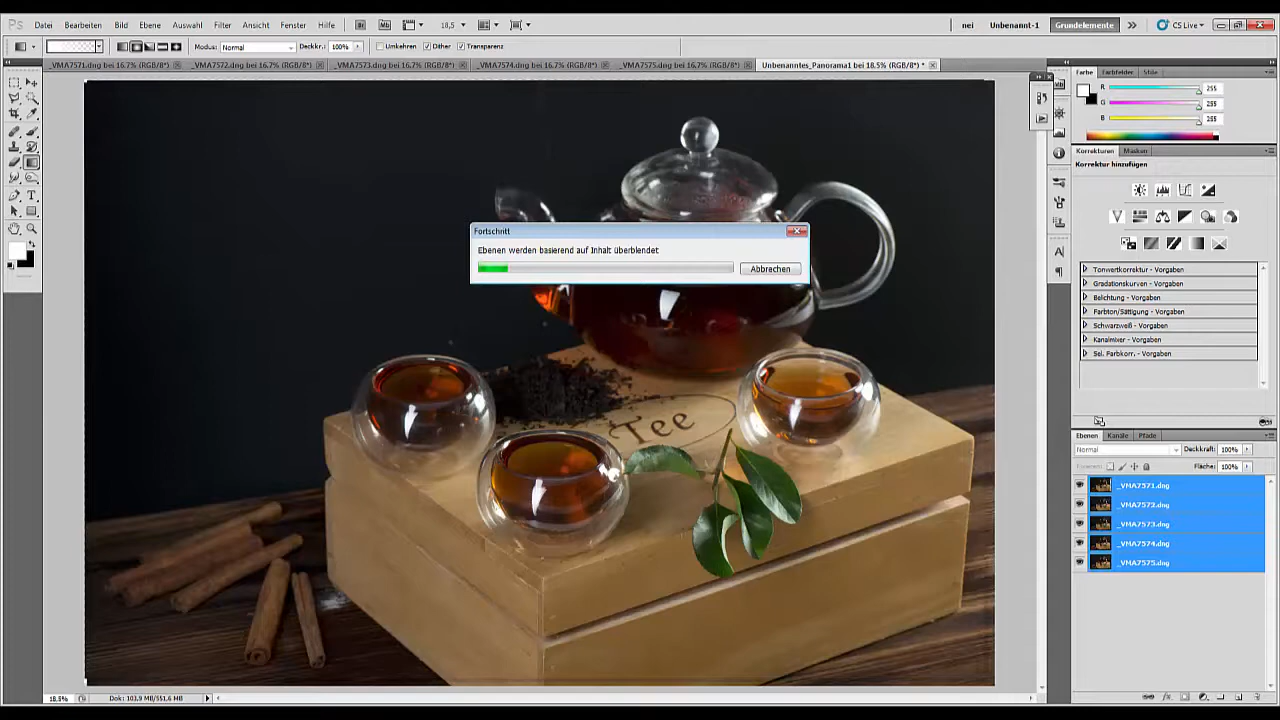 Ps Datei Bearbeiten Bild Ebene Auswahl Filter Ansicht Fenster Hilfe Br Mb 18,5 nei Unbenannt-1 Grundelemente CS Live
Modus: Normal Deckkr.: 100% Umkehren Dither Transparenz
_VMA7571.dng bei 16,7% (RGB/8*) _VMA7572.dng bei 16,7% (RGB/8*) _VMA7573.dng bei 16,7% (RGB/8*) _VMA7574.dng bei 16,7% (RGB/8*) _VMA7575.dng bei 16,7% (RGB/8*) Unbenanntes_Panorama1 bei 18,5% (RGB/8*) *
Farbe Farbfelder Stile
R 255
G 255
B 255
Korrekturen Masken
Korrektur hinzufügen
Fortschritt
Ebenen werden basierend auf Inhalt überblendet
Abbrechen
Tonwertkorrektur - Vorgaben
Gradationskurven - Vorgaben
Belichtung - Vorgaben
Farbton/Sättigung - Vorgaben
Schwarzweiß - Vorgaben
Kanalmixer - Vorgaben
Sel. Farbkorr. - Vorgaben
Tee
Ebenen Kanäle Pfade
Normal Deckkraft: 100%
Fläche: 100%
_VMA7571.dng
_VMA7572.dng
_VMA7573.dng
_VMA7574.dng
_VMA7575.dng
18,5% Dok: 103,9 MB/551,6 MB